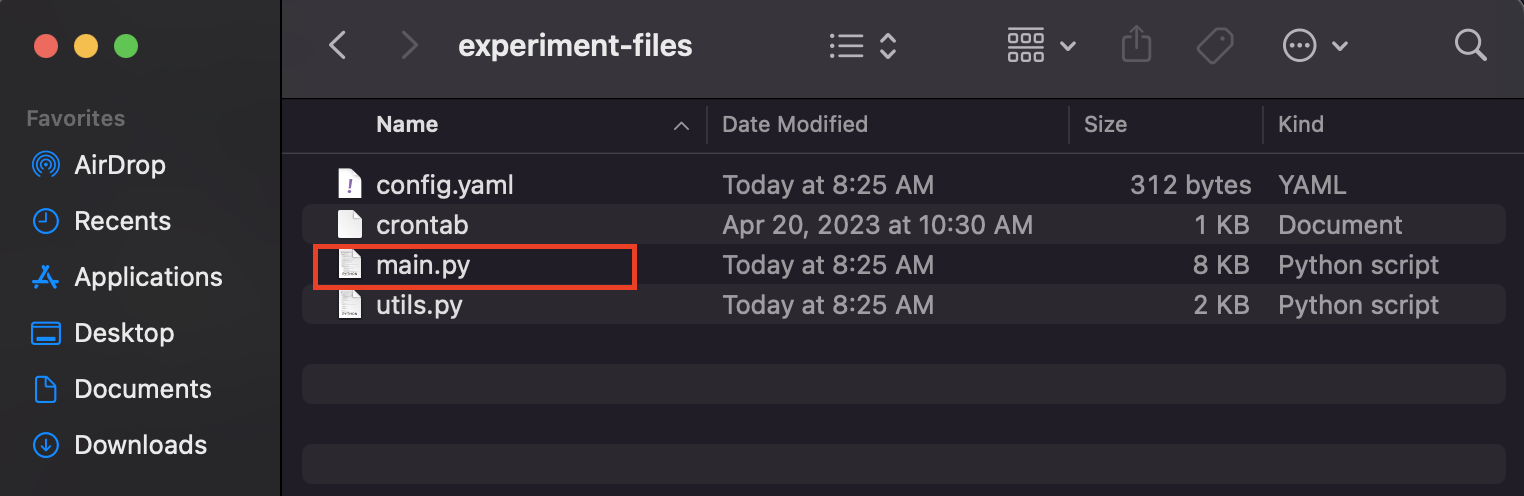 experiment-files
Favorites
AirDrop
Recents
Applications
Desktop
Documents
Downloads
Name Date Modified Size Kind
config.yaml Today at 8:25 AM 312 bytes YAML
crontab Apr 20, 2023 at 10:30 AM 1 KB Document
main.py Today at 8:25 AM 8 KB Python script
utils.py Today at 8:25 AM 2 KB Python script